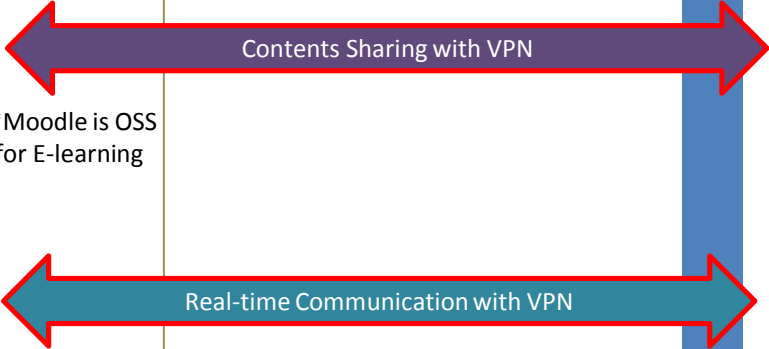 Contents Sharing with VPN
Moodle is OSS
for E-learning
Real-time Communication with VPN